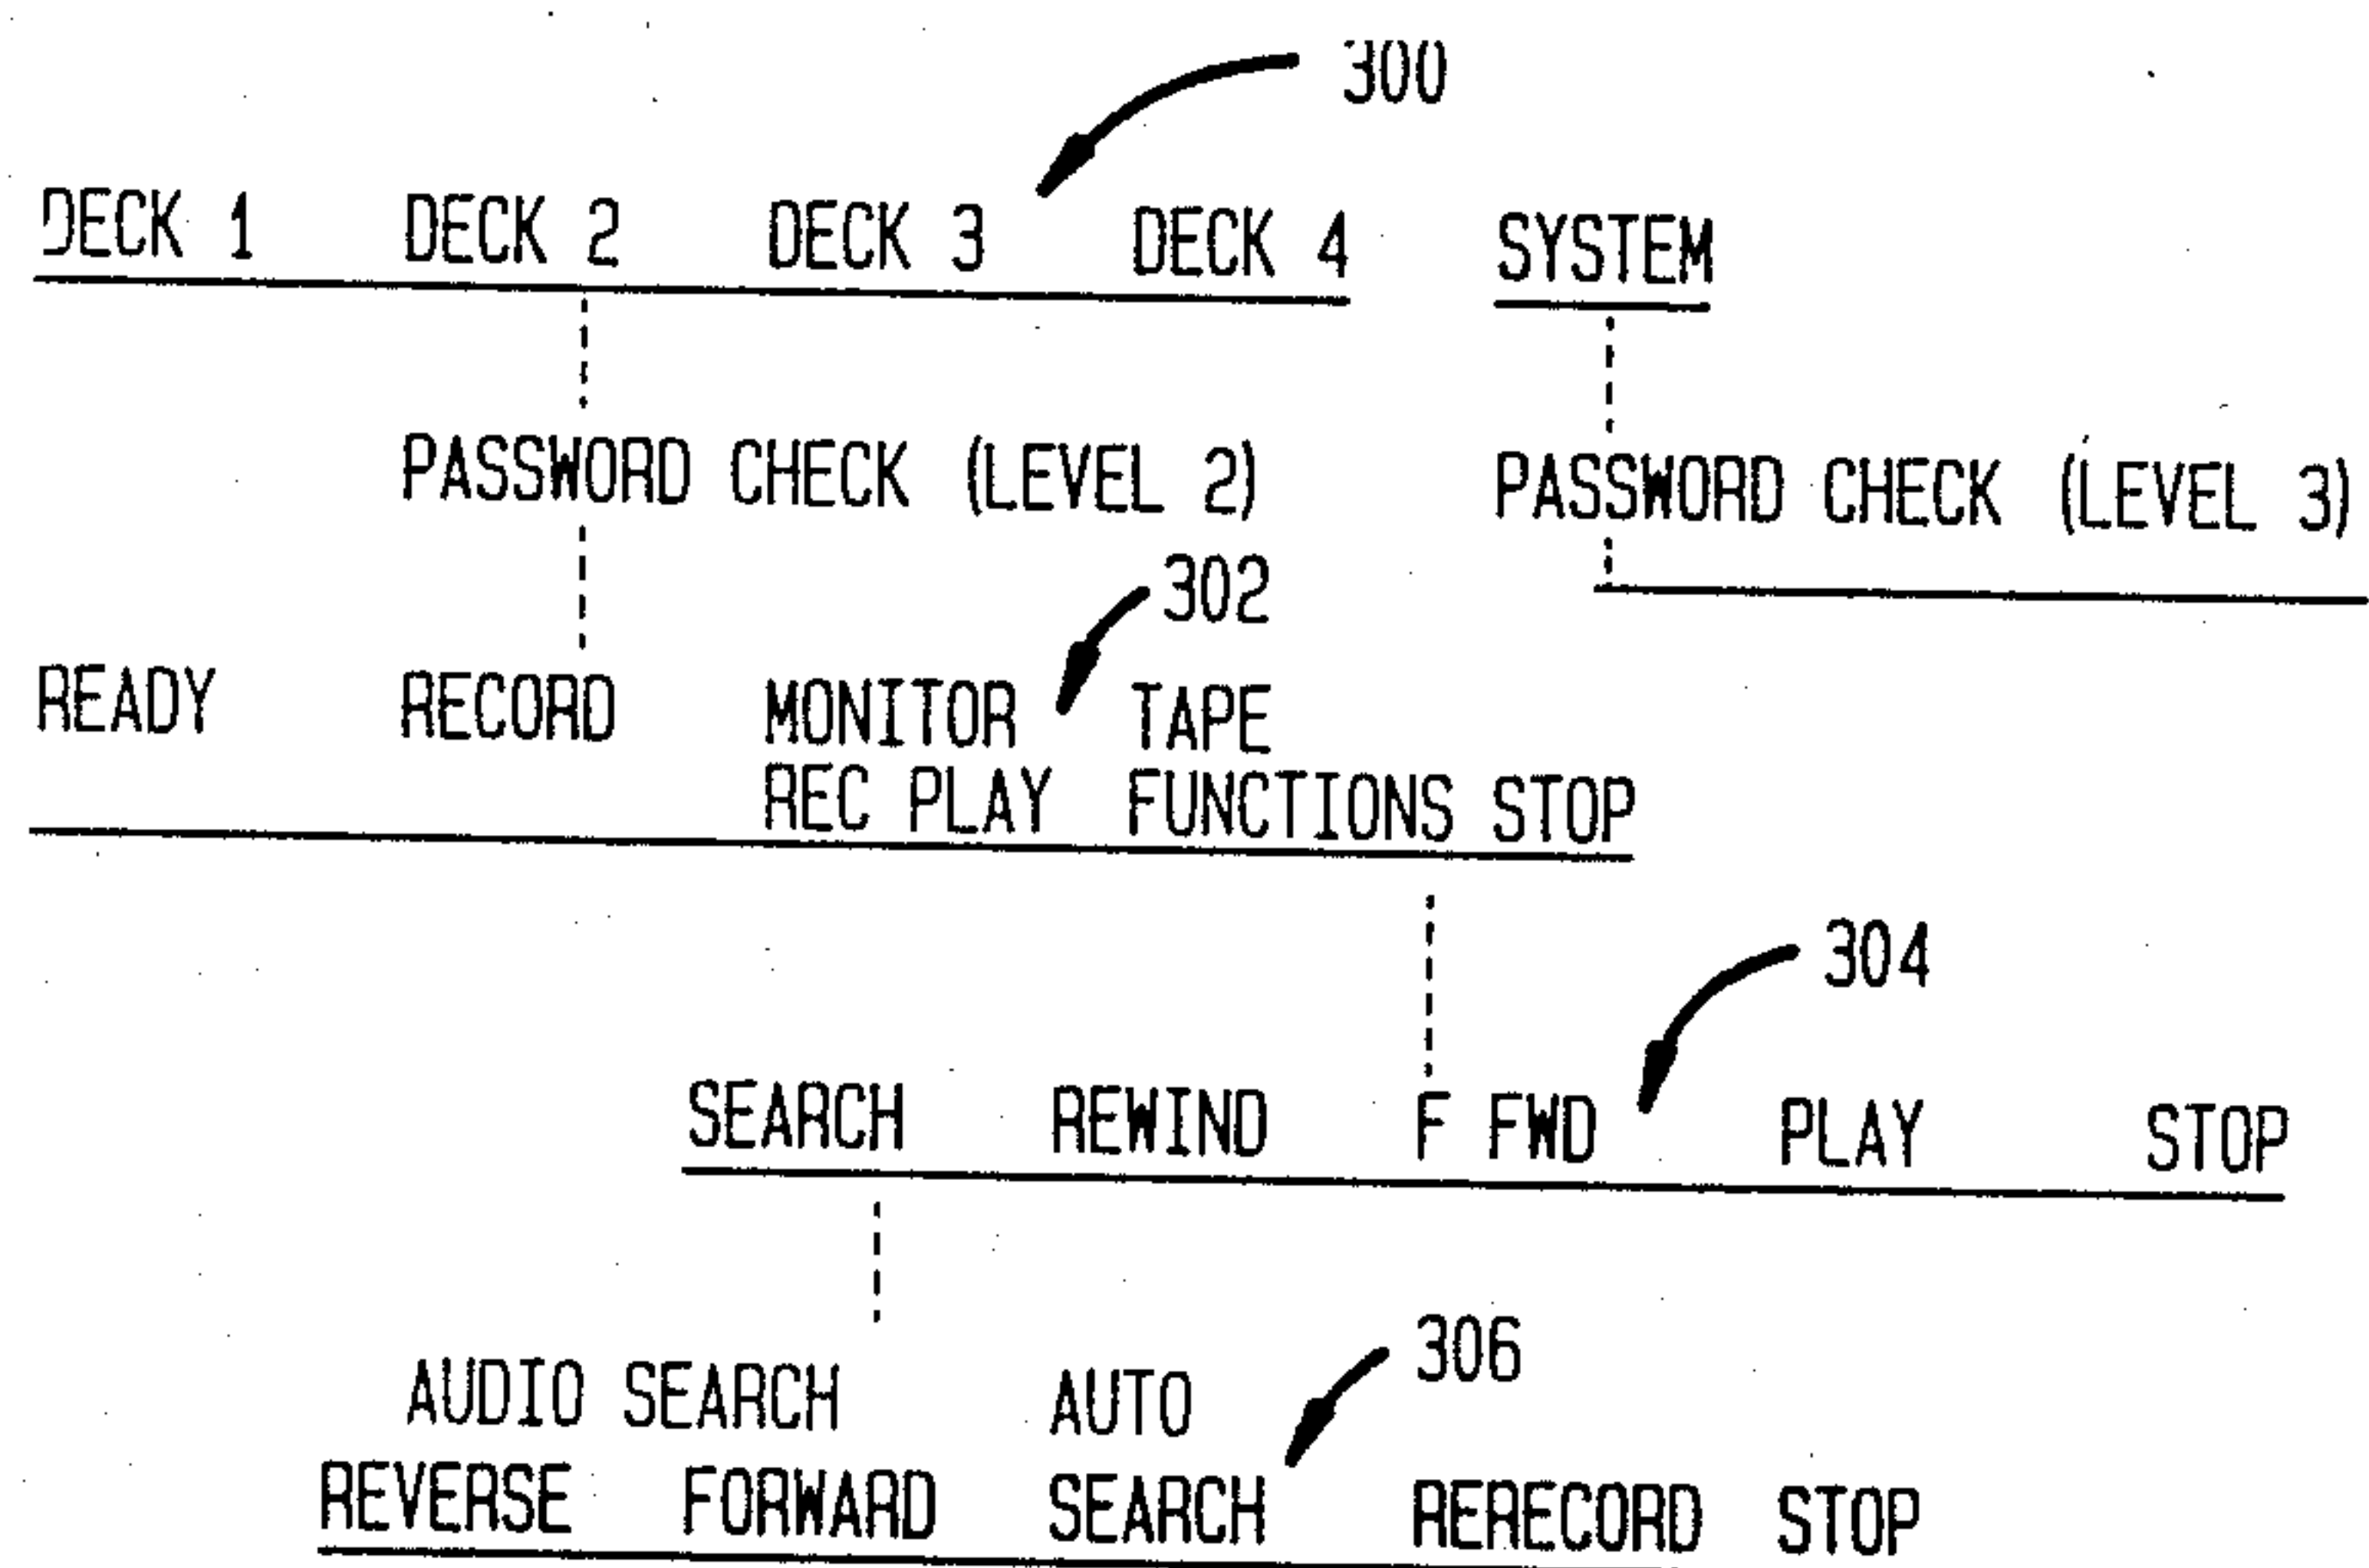 300
DECK 1 DECK 2 DECK 3 DECK 4 SYSTEM
PASSWORD CHECK (LEVEL 2) PASSWORD CHECK (LEVEL 3)
302
READY RECORD MONITOR TAPE
REC PLAY FUNCTIONS STOP
304
SEARCH REWIND F FWD PLAY STOP
306
AUDIO SEARCH AUTO
REVERSE FORWARD SEARCH RERECORD STOP